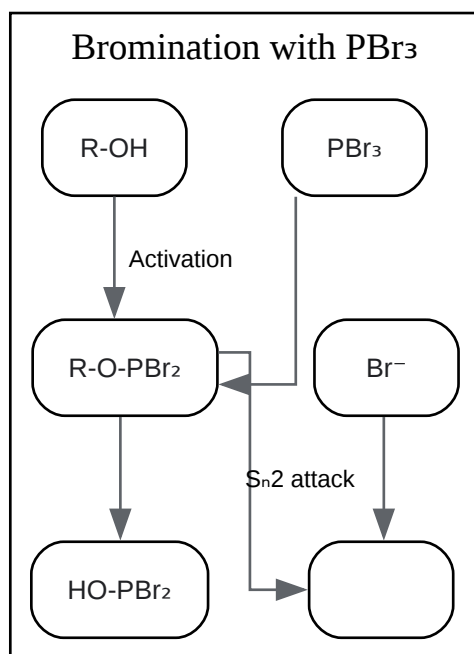 Bromination with PBr₃
R-OH
PBr₃
Activation
R-O-PBr₂
Br⁻
Sₙ2 attack
HO-PBr₂